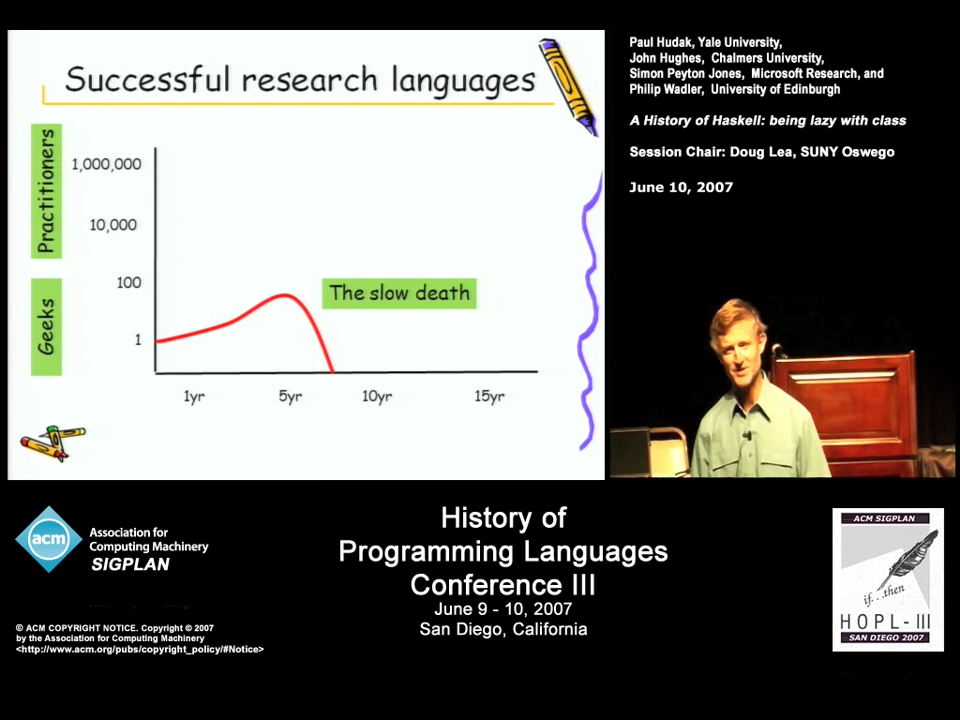 Successful research languages
Practitioners
Geeks
1,000,000
10,000
100
1
The slow death
1yr 5yr 10yr 15yr
Paul Hudak, Yale University,
John Hughes, Chalmers University,
Simon Peyton Jones, Microsoft Research, and
Philip Wadler, University of Edinburgh
A History of Haskell: being lazy with class
Session Chair: Doug Lea, SUNY Oswego
June 10, 2007
acm
Association for
Computing Machinery
SIGPLAN
© ACM COPYRIGHT NOTICE. Copyright © 2007
by the Association for Computing Machinery
<http://www.acm.org/pubs/copyright_policy/#Notice>
History of
Programming Languages
Conference III
June 9 - 10, 2007
San Diego, California
ACM SIGPLAN
if...then
HOPL-III
SAN DIEGO 2007